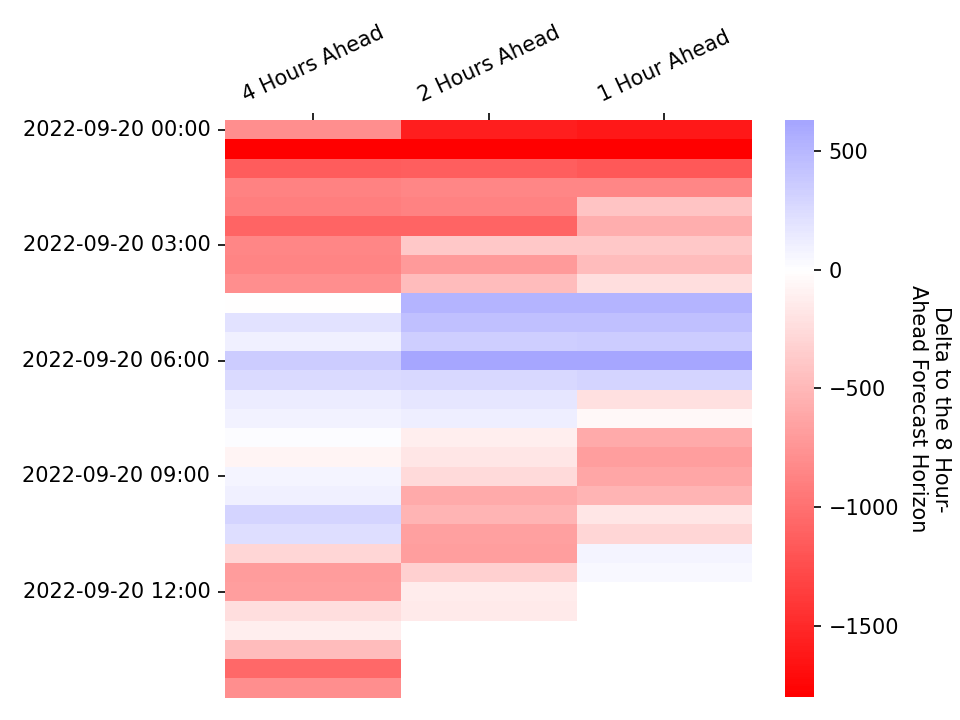 4 Hours Ahead
2 Hours Ahead
1 Hour Ahead
2022-09-20 00:00
2022-09-20 03:00
2022-09-20 06:00
2022-09-20 09:00
2022-09-20 12:00
500
0
−500
−1000
−1500
Delta to the 8 Hour-
Ahead Forecast Horizon